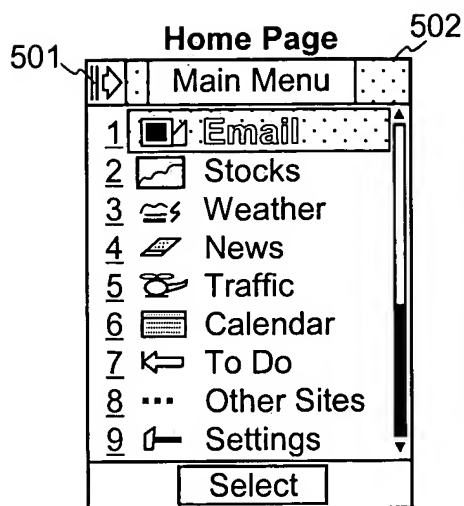 Home Page
502
501
Main Menu
1 Email
2 Stocks
3 Weather
4 News
5 Traffic
6 Calendar
7 To Do
8 ... Other Sites
9 Settings
Select